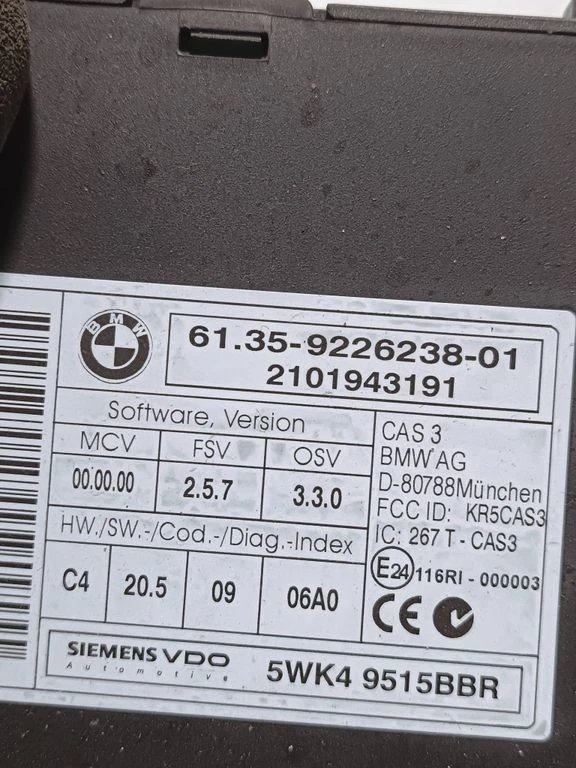 BMW
61.35-9226238-01
2101943191
Software, Version
MCV FSV OSV
00.00.00 2.5.7 3.3.0
HW./SW.-/Cod.-/Diag.-Index
C4 20.5 09 06A0
CAS 3
BMW AG
D-80788München
FCC ID: KR5CAS3
IC: 267 T - CAS3
E24 116RI - 000003
CE
SIEMENS VDO
Automotive
5WK4 9515BBR